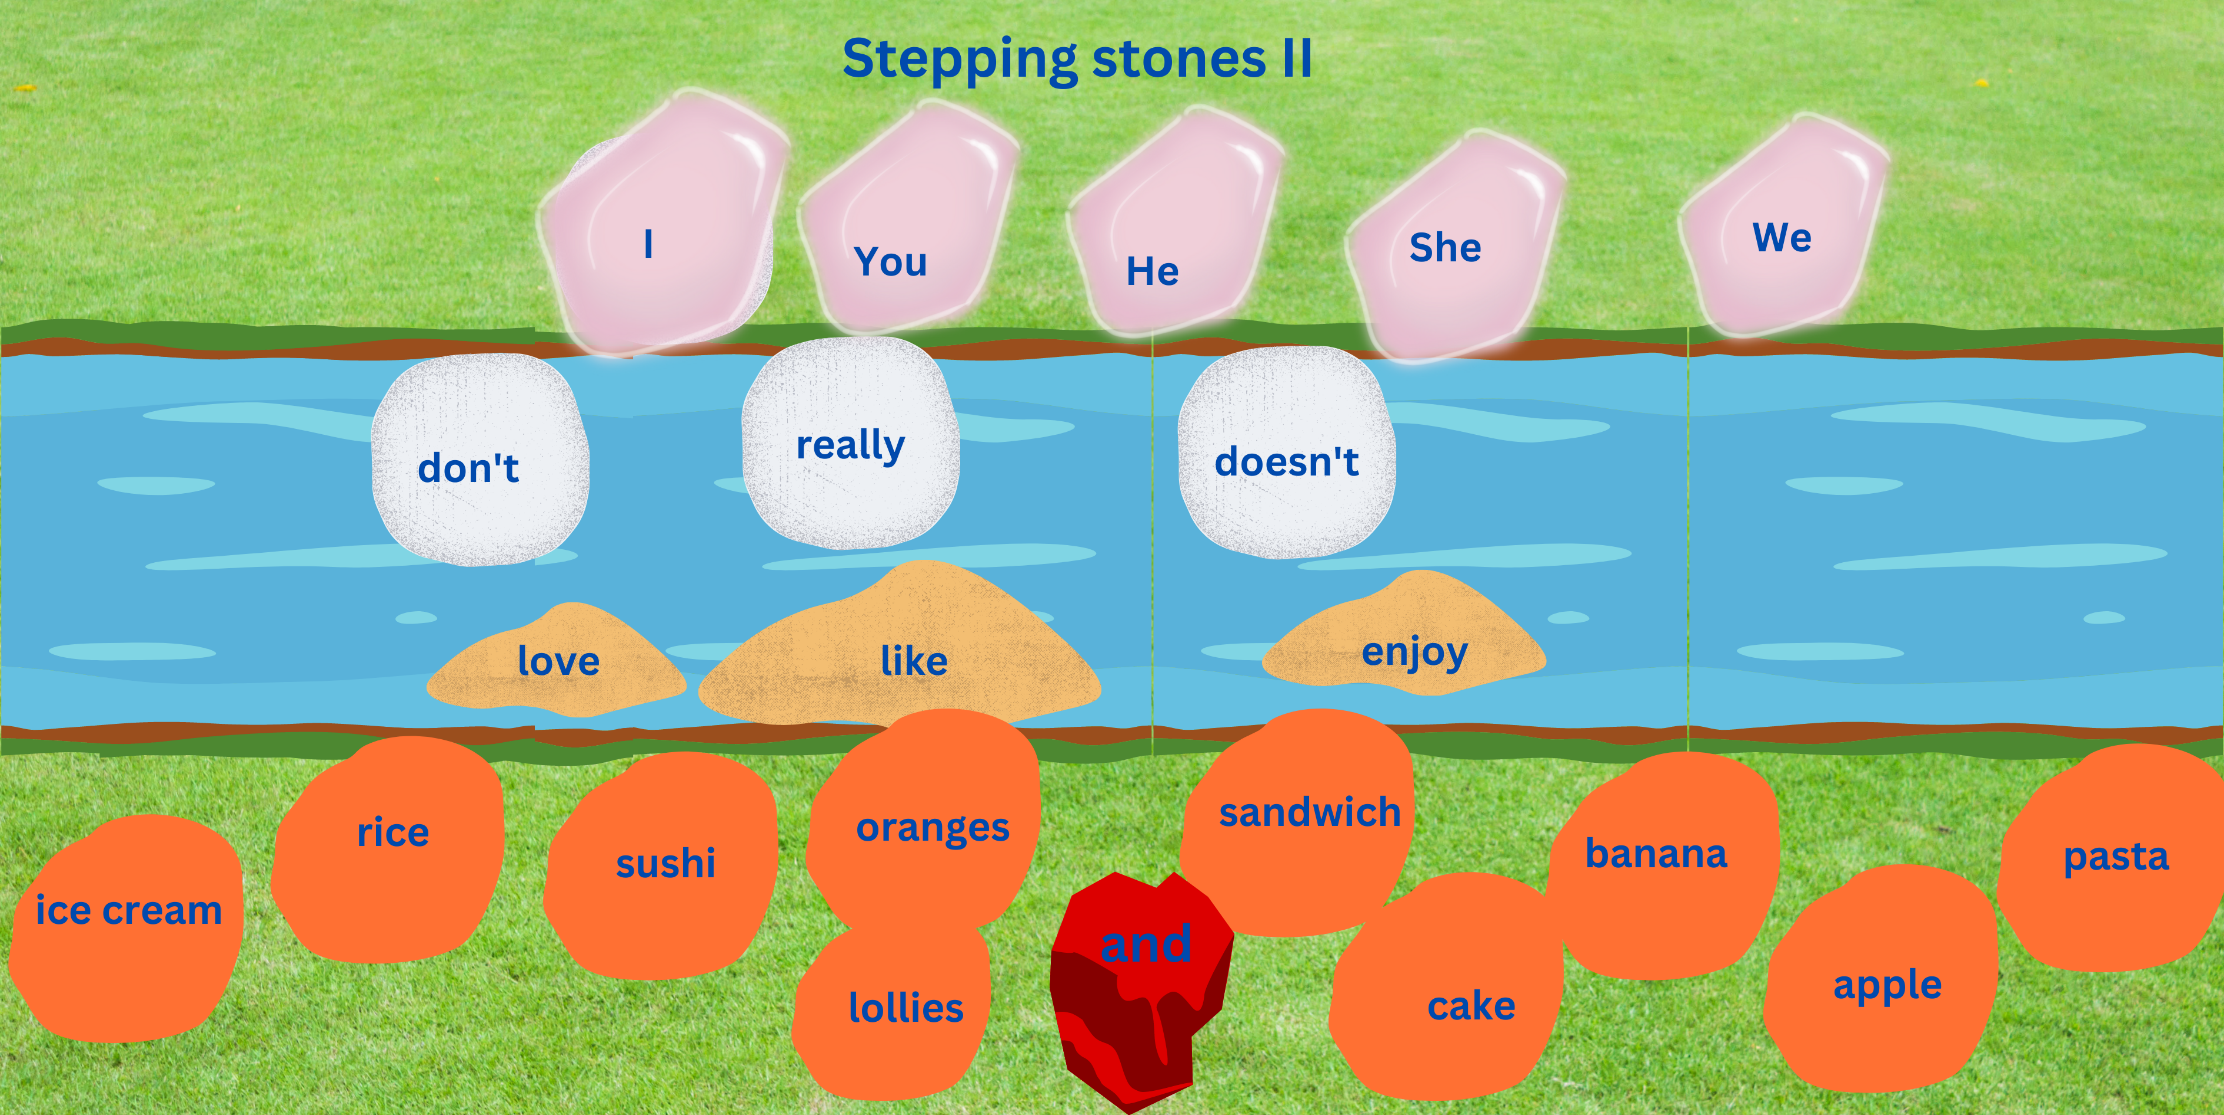 Stepping stones II
I
You
He
She
We
don't
really
doesn't
love
like
enjoy
ice cream
rice
sushi
oranges
lollies
and
sandwich
cake
banana
apple
pasta